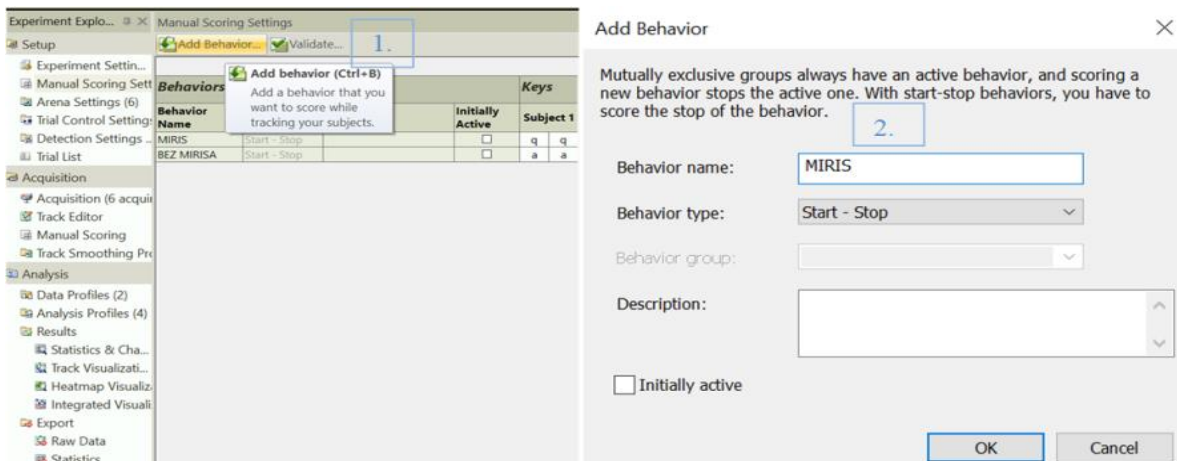 Experiment Explo...
Setup
Experiment Settin...
Manual Scoring Sett
Arena Settings (6)
Trial Control Setting
Detection Settings ..
Trial List
Acquisition
Acquisition (6 acqui
Track Editor
Manual Scoring
Track Smoothing Pr
Analysis
Data Profiles (2)
Analysis Profiles (4)
Results
Statistics & Cha...
Track Visualizati...
Heatmap Visualiz
Integrated Visuali
Export
Raw Data
Statistics
Manual Scoring Settings
Add Behavior... Validate...
1.
Add behavior (Ctrl+B)
Add a behavior that you
want to score while
tracking your subjects.
Behaviors Keys
Behavior Name Initially Active Subject 1
MIRIS Start - Stop q q
BEZ MIRISA Start - Stop a a
Add Behavior
Mutually exclusive groups always have an active behavior, and scoring a
new behavior stops the active one. With start-stop behaviors, you have to
score the stop of the behavior.
2.
Behavior name: MIRIS
Behavior type: Start - Stop
Behavior group:
Description:
Initially active
OK Cancel